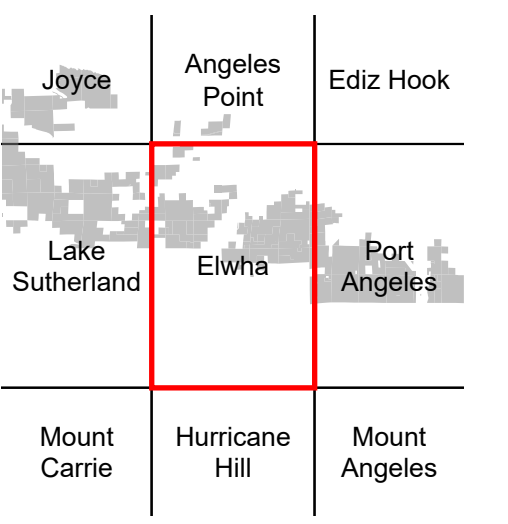 Joyce
Angeles
Point
Ediz Hook
Lake
Sutherland
Elwha
Port
Angeles
Mount
Carrie
Hurricane
Hill
Mount
Angeles